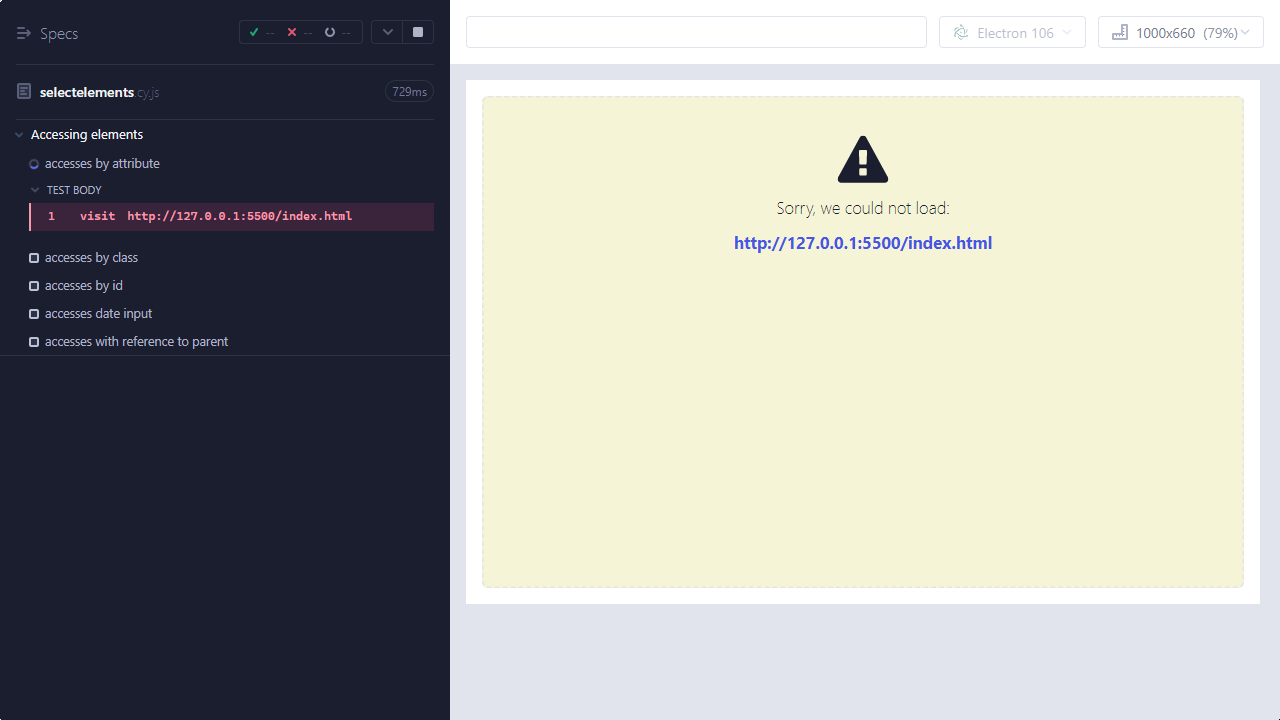 Specs
-- -- --
selectelements.cy.js 729ms
Accessing elements
accesses by attribute
TEST BODY
1 visit http://127.0.0.1:5500/index.html
accesses by class
accesses by id
accesses date input
accesses with reference to parent
Electron 106
1000x660 (79%)
Sorry, we could not load:
http://127.0.0.1:5500/index.html